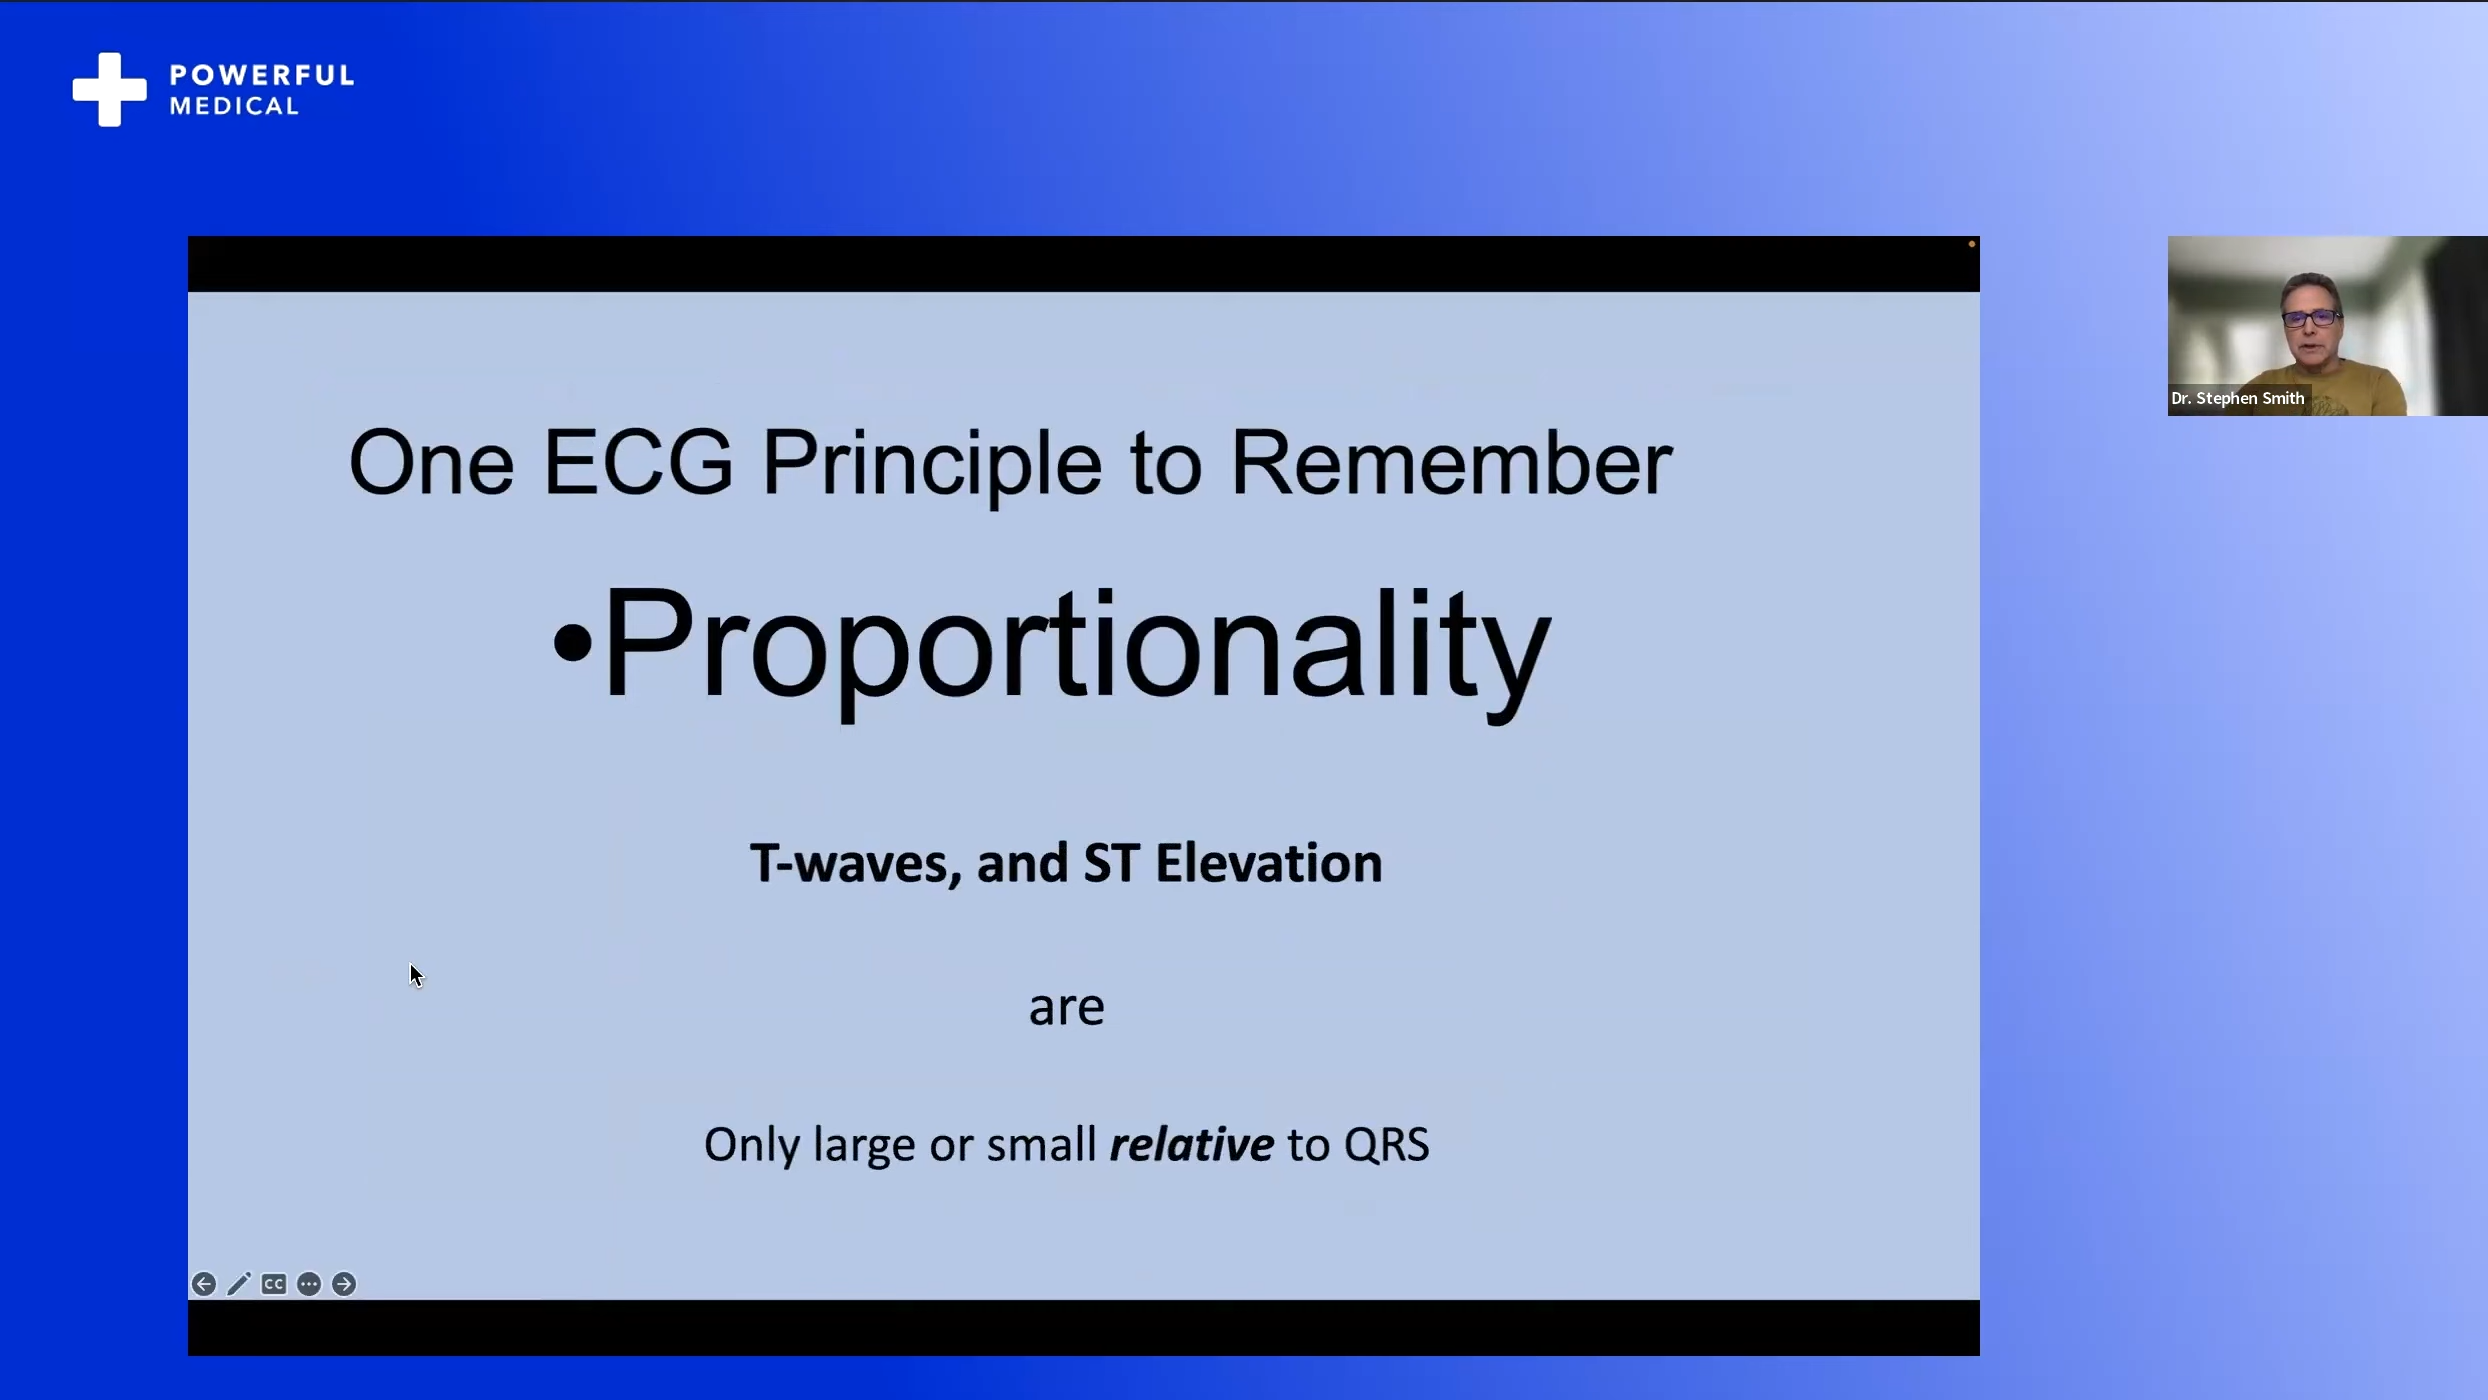 POWERFUL
MEDICAL
One ECG Principle to Remember
•Proportionality
T-waves, and ST Elevation
are
Only large or small relative to QRS
CC
Dr. Stephen Smith